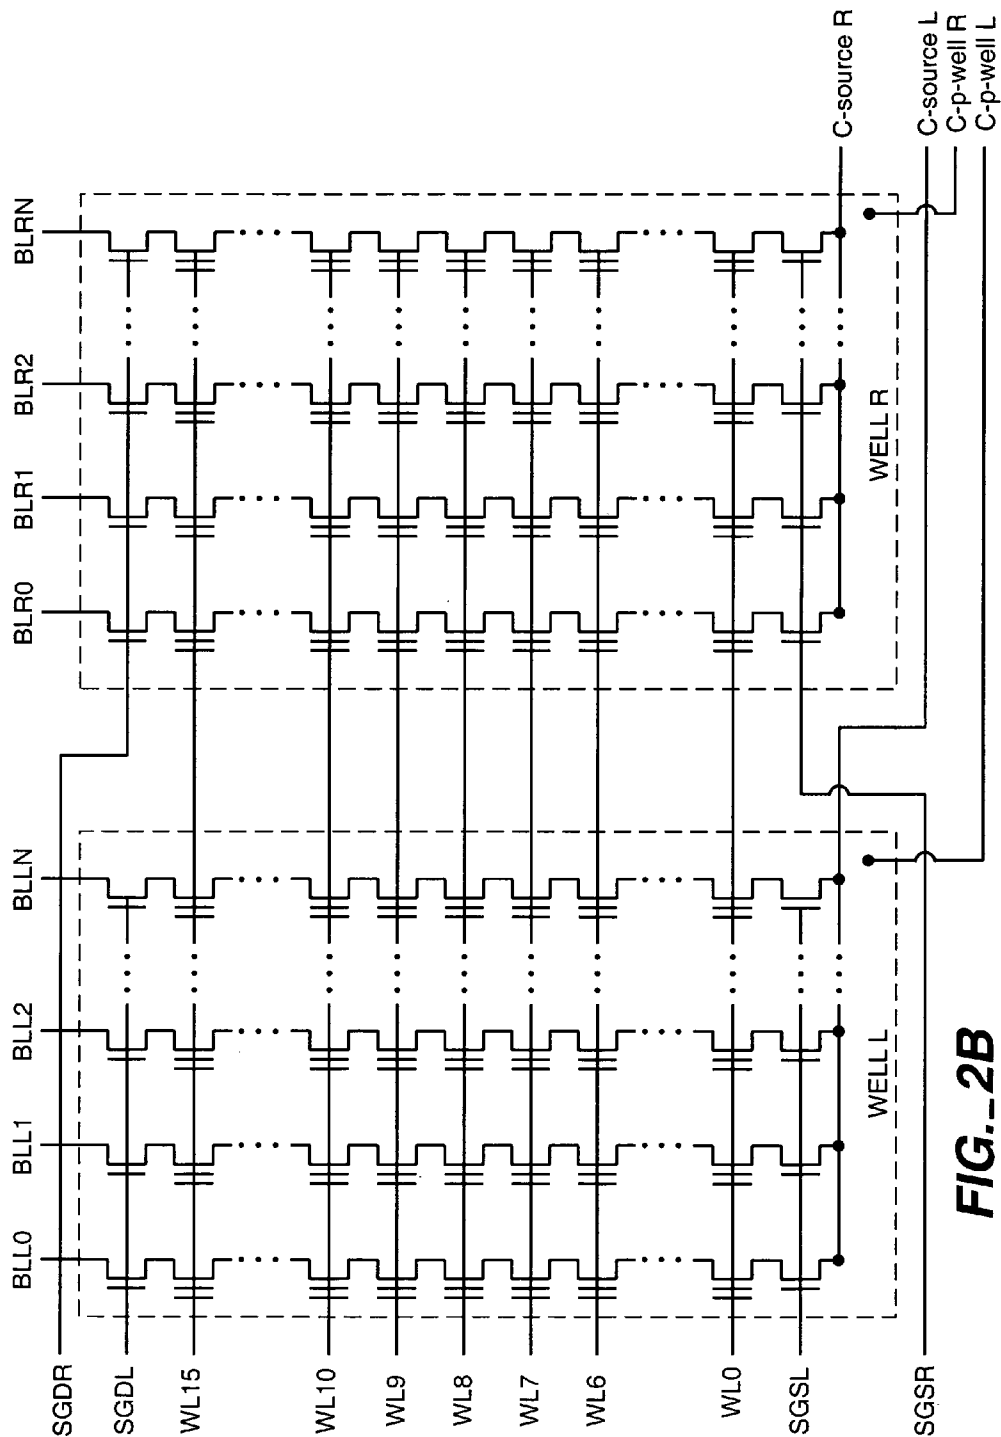 BLL0 BLL1 BLL2 BLLN BLR0 BLR1 BLR2 BLRN
SGDR
SGDL
WL15
WL10
WL9
WL8
WL7
WL6
WL0
SGSL
SGSR
WELL L
WELL R
C-source R
C-source L
C-p-well R
C-p-well L
FIG._2B